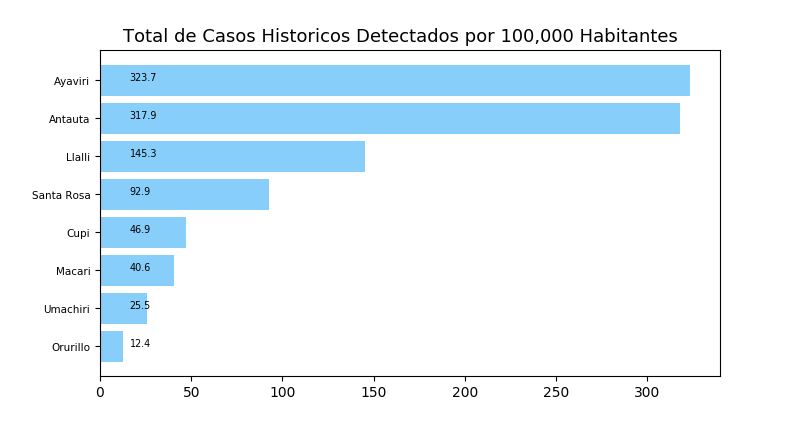 Total de Casos Historicos Detectados por 100,000 Habitantes
Ayaviri 323.7
Antauta 317.9
Llalli 145.3
Santa Rosa 92.9
Cupi 46.9
Macari 40.6
Umachiri 25.5
Orurillo 12.4
0 50 100 150 200 250 300